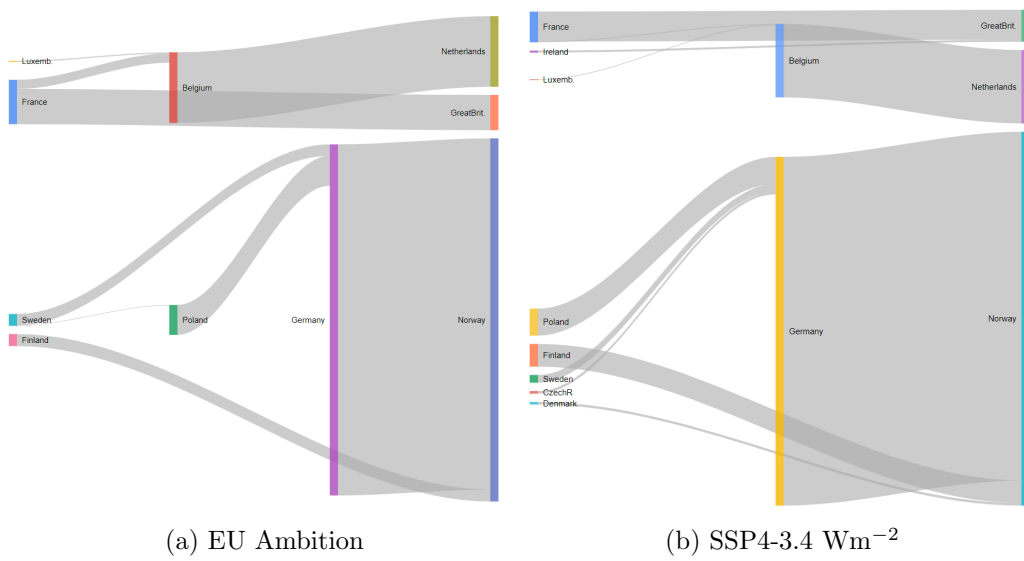 Luxemb.
France
Belgium
Netherlands
GreatBrit.
Sweden
Finland
Poland
Germany
Norway
(a) EU Ambition
France
Ireland
Luxemb.
Belgium
GreatBrit.
Netherlands
Poland
Finland
Sweden
CzechR
Denmark
Germany
Norway
(b) SSP4-3.4 Wm⁻²